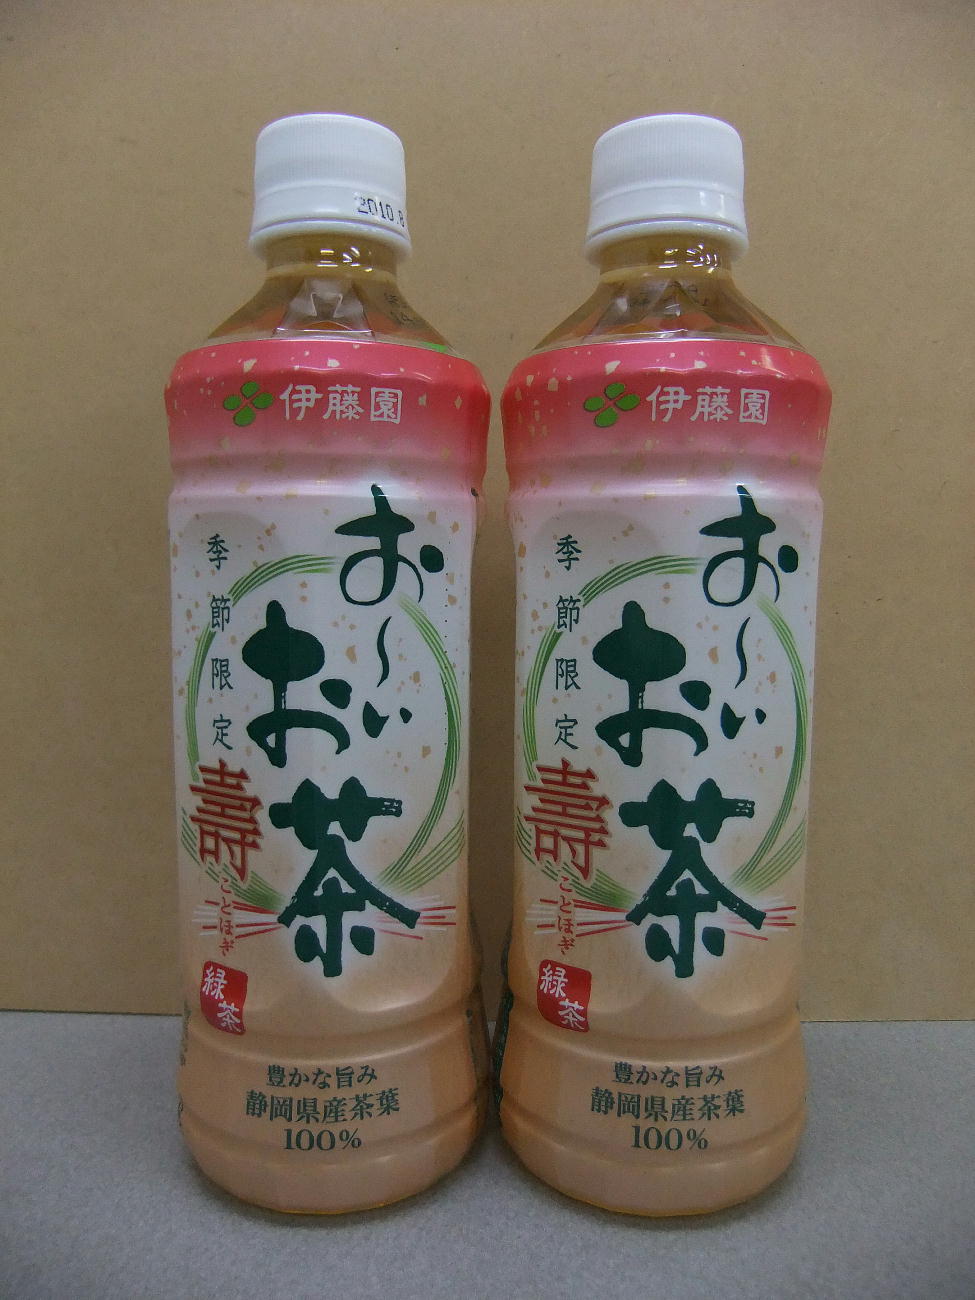 2010.8
伊藤園
お〜い
お茶
季節限定
壽
ことほぎ
緑茶
豊かな旨み
静岡県産茶葉
100%
伊藤園
お〜い
お茶
季節限定
壽
ことほぎ
緑茶
豊かな旨み
静岡県産茶葉
100%